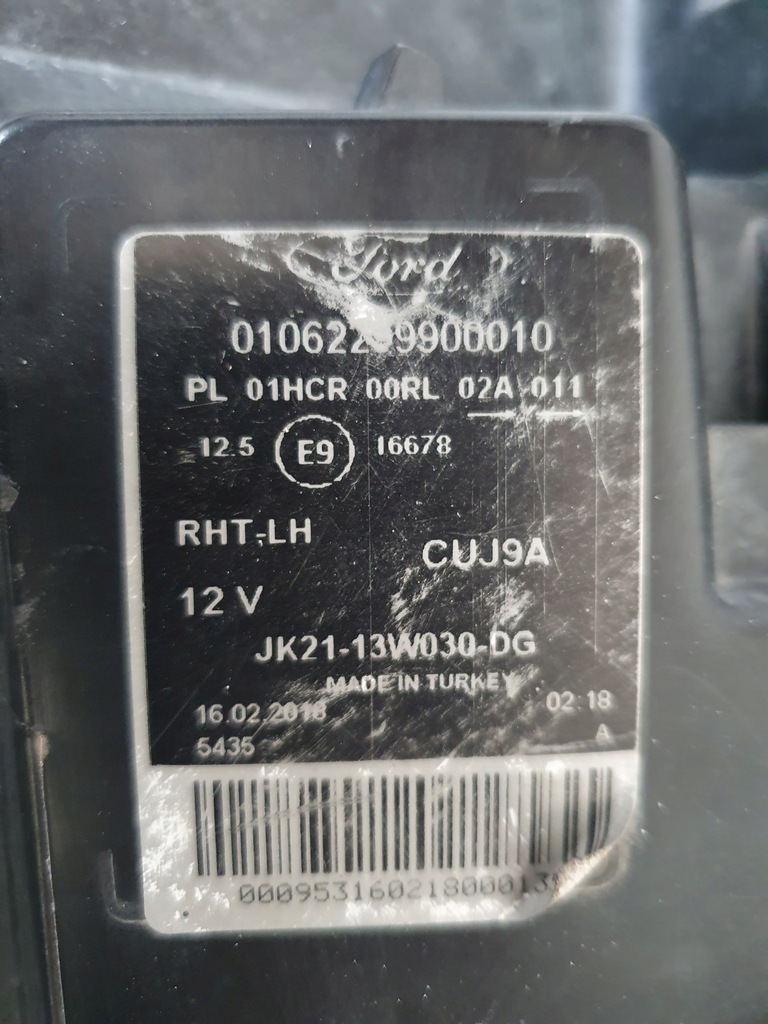 Ford
PL 01HCR 00RL 02A 011
12.5 E9 16678
RHT-LH
CUJ9A
12 V
JK21-13W030-DG
MADE IN TURKEY
16.02.2018 02:18
5435 A